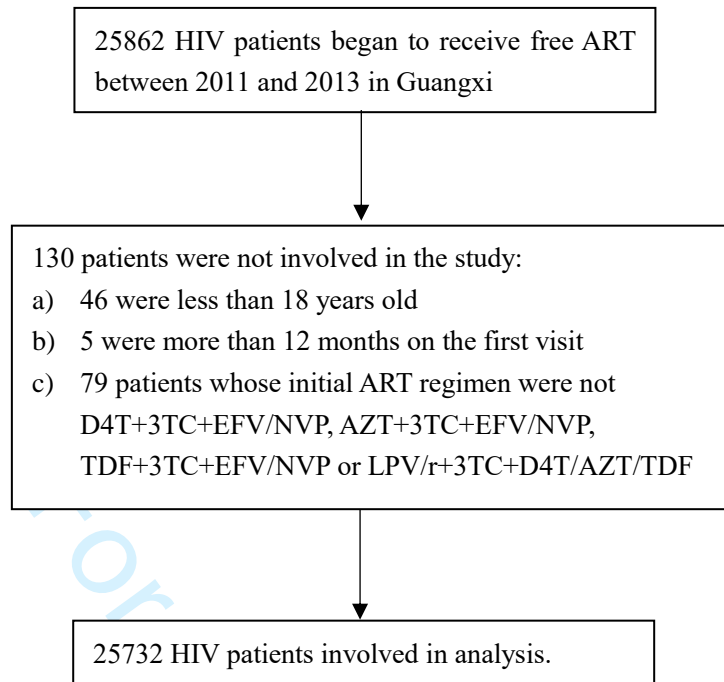 25862 HIV patients began to receive free ART
between 2011 and 2013 in Guangxi
130 patients were not involved in the study:
a) 46 were less than 18 years old
b) 5 were more than 12 months on the first visit
c) 79 patients whose initial ART regimen were not
D4T+3TC+EFV/NVP, AZT+3TC+EFV/NVP,
TDF+3TC+EFV/NVP or LPV/r+3TC+D4T/AZT/TDF
25732 HIV patients involved in analysis.